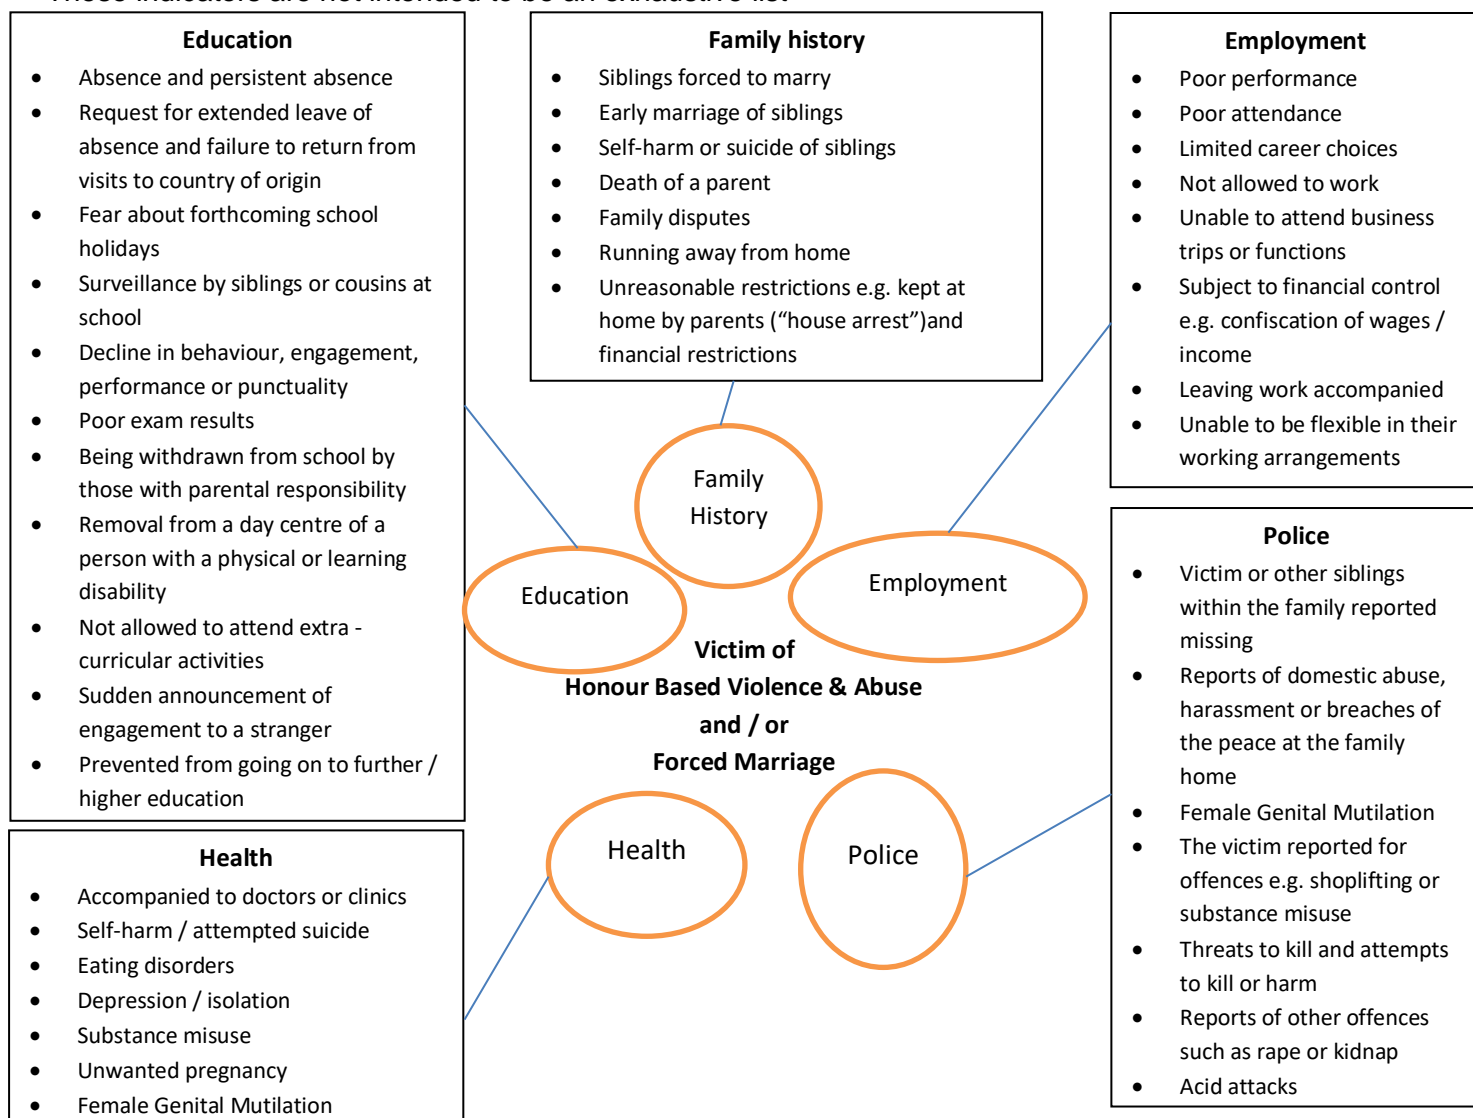 These indicators are not intended to be an exhaustive list
Education
• Absence and persistent absence
• Request for extended leave of
absence and failure to return from
visits to country of origin
• Fear about forthcoming school
holidays
• Surveillance by siblings or cousins at
school
• Decline in behaviour, engagement,
performance or punctuality
• Poor exam results
• Being withdrawn from school by
those with parental responsibility
• Removal from a day centre of a
person with a physical or learning
disability
• Not allowed to attend extra -
curricular activities
• Sudden announcement of
engagement to a stranger
• Prevented from going on to further /
higher education
Family history
• Siblings forced to marry
• Early marriage of siblings
• Self-harm or suicide of siblings
• Death of a parent
• Family disputes
• Running away from home
• Unreasonable restrictions e.g. kept at
home by parents (“house arrest”)and
financial restrictions
Employment
• Poor performance
• Poor attendance
• Limited career choices
• Not allowed to work
• Unable to attend business
trips or functions
• Subject to financial control
e.g. confiscation of wages /
income
• Leaving work accompanied
• Unable to be flexible in their
working arrangements
Family
History
Education
Employment
Victim of
Honour Based Violence & Abuse
and / or
Forced Marriage
Health
Police
Health
• Accompanied to doctors or clinics
• Self-harm / attempted suicide
• Eating disorders
• Depression / isolation
• Substance misuse
• Unwanted pregnancy
• Female Genital Mutilation
Police
• Victim or other siblings
within the family reported
missing
• Reports of domestic abuse,
harassment or breaches of
the peace at the family
home
• Female Genital Mutilation
• The victim reported for
offences e.g. shoplifting or
substance misuse
• Threats to kill and attempts
to kill or harm
• Reports of other offences
such as rape or kidnap
• Acid attacks